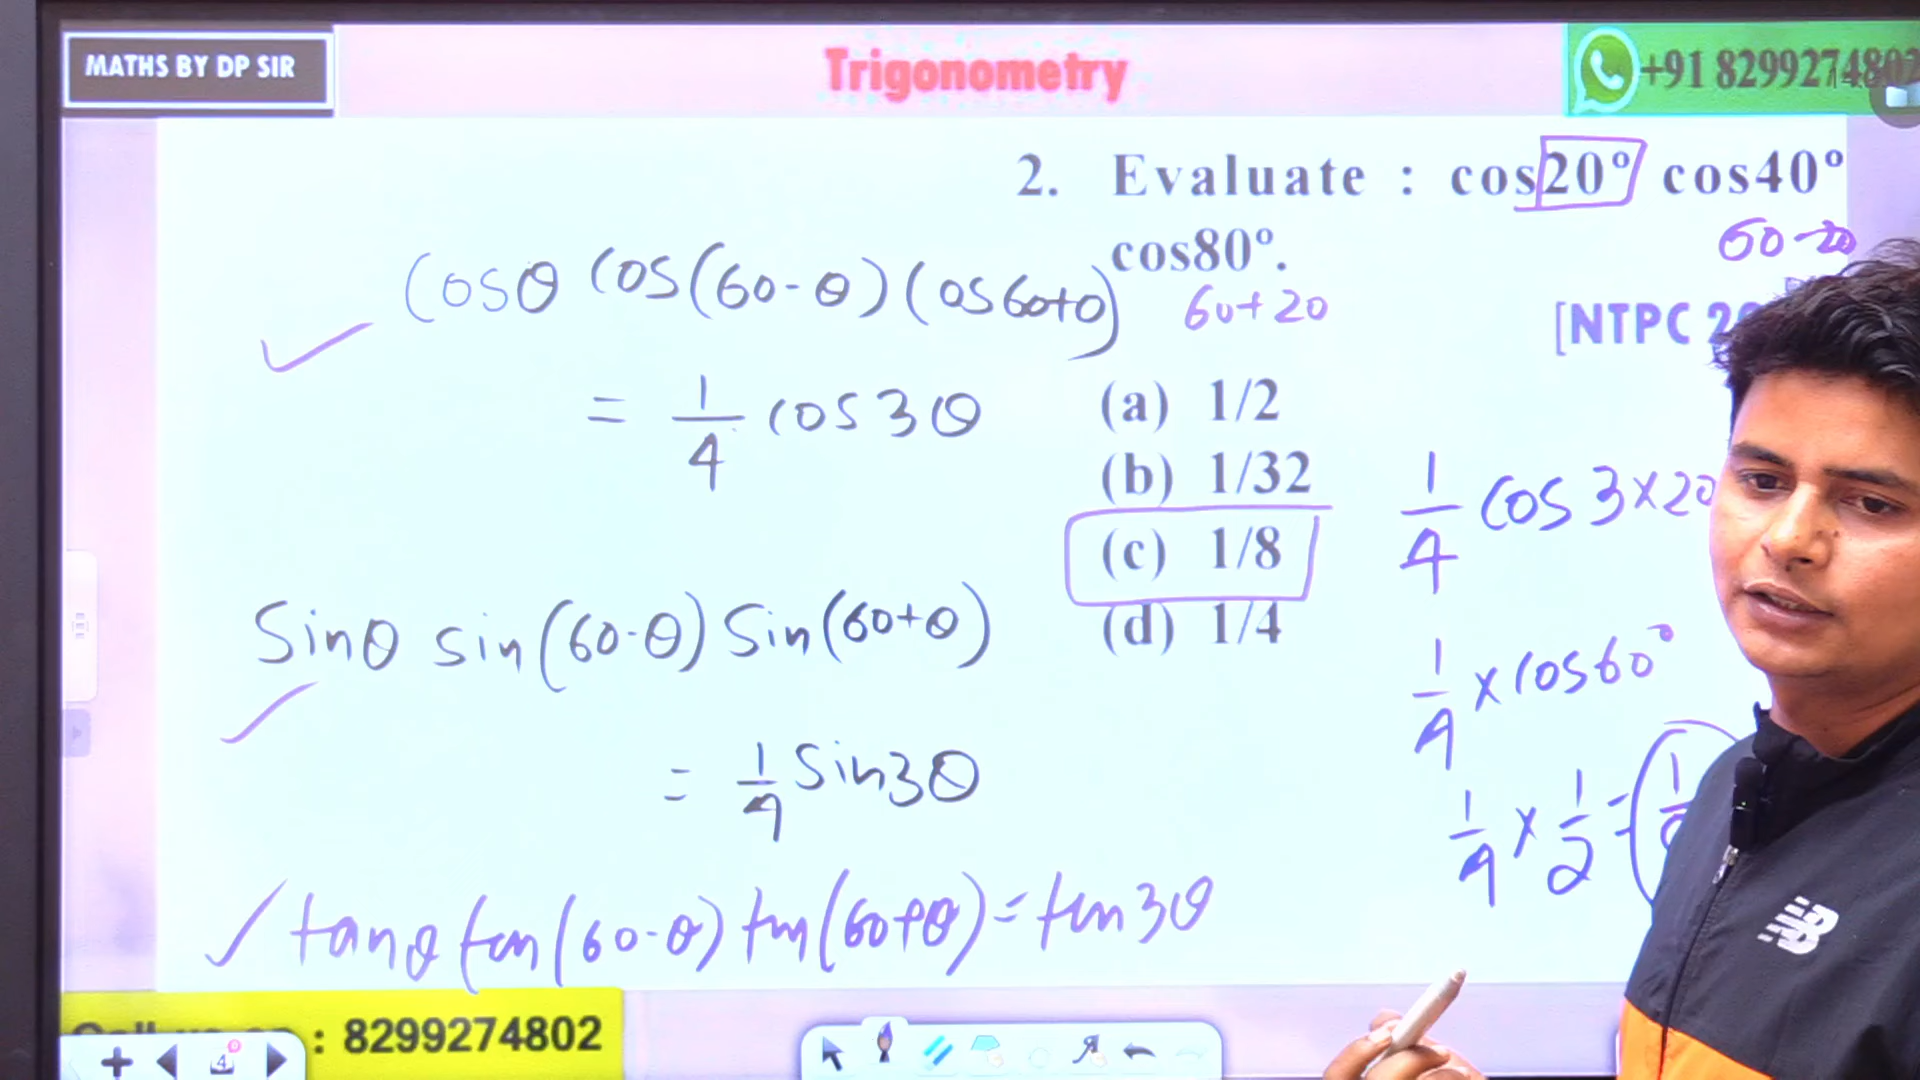 MATHS BY DP SIR
Trigonometry
+91 8299274802
2. Evaluate : cos20° cos40°
cos80°.
60-20
60+20
[NTPC 2
Cosθ Cos(60-θ) Cos(60+θ)
= 1/4 cos3θ
(a) 1/2
(b) 1/32
(c) 1/8
(d) 1/4
1/4 cos 3×20
1/4 × cos60°
1/4 × 1/2 =
Sinθ sin(60-θ) Sin(60+θ)
= 1/4 Sin3θ
tanθ tan(60-θ) tan(60+θ) = tan3θ
: 8299274802
4